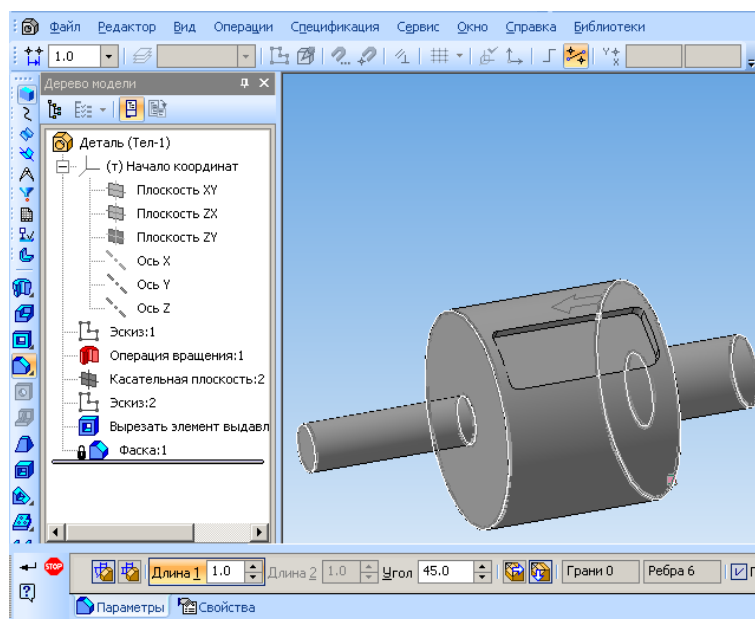 Файл Редактор Вид Операции Спецификация Сервис Окно Справка Библиотеки
1.0
Дерево модели
Деталь (Тел-1)
(т) Начало координат
Плоскость XY
Плоскость ZX
Плоскость ZY
Ось X
Ось Y
Ось Z
Эскиз:1
Операция вращения:1
Касательная плоскость:2
Эскиз:2
Вырезать элемент выдавл
Фаска:1
STOP Длина 1 1.0 Длина 2 1.0 Угол 45.0 Грани 0 Ребра 6
Параметры Свойства